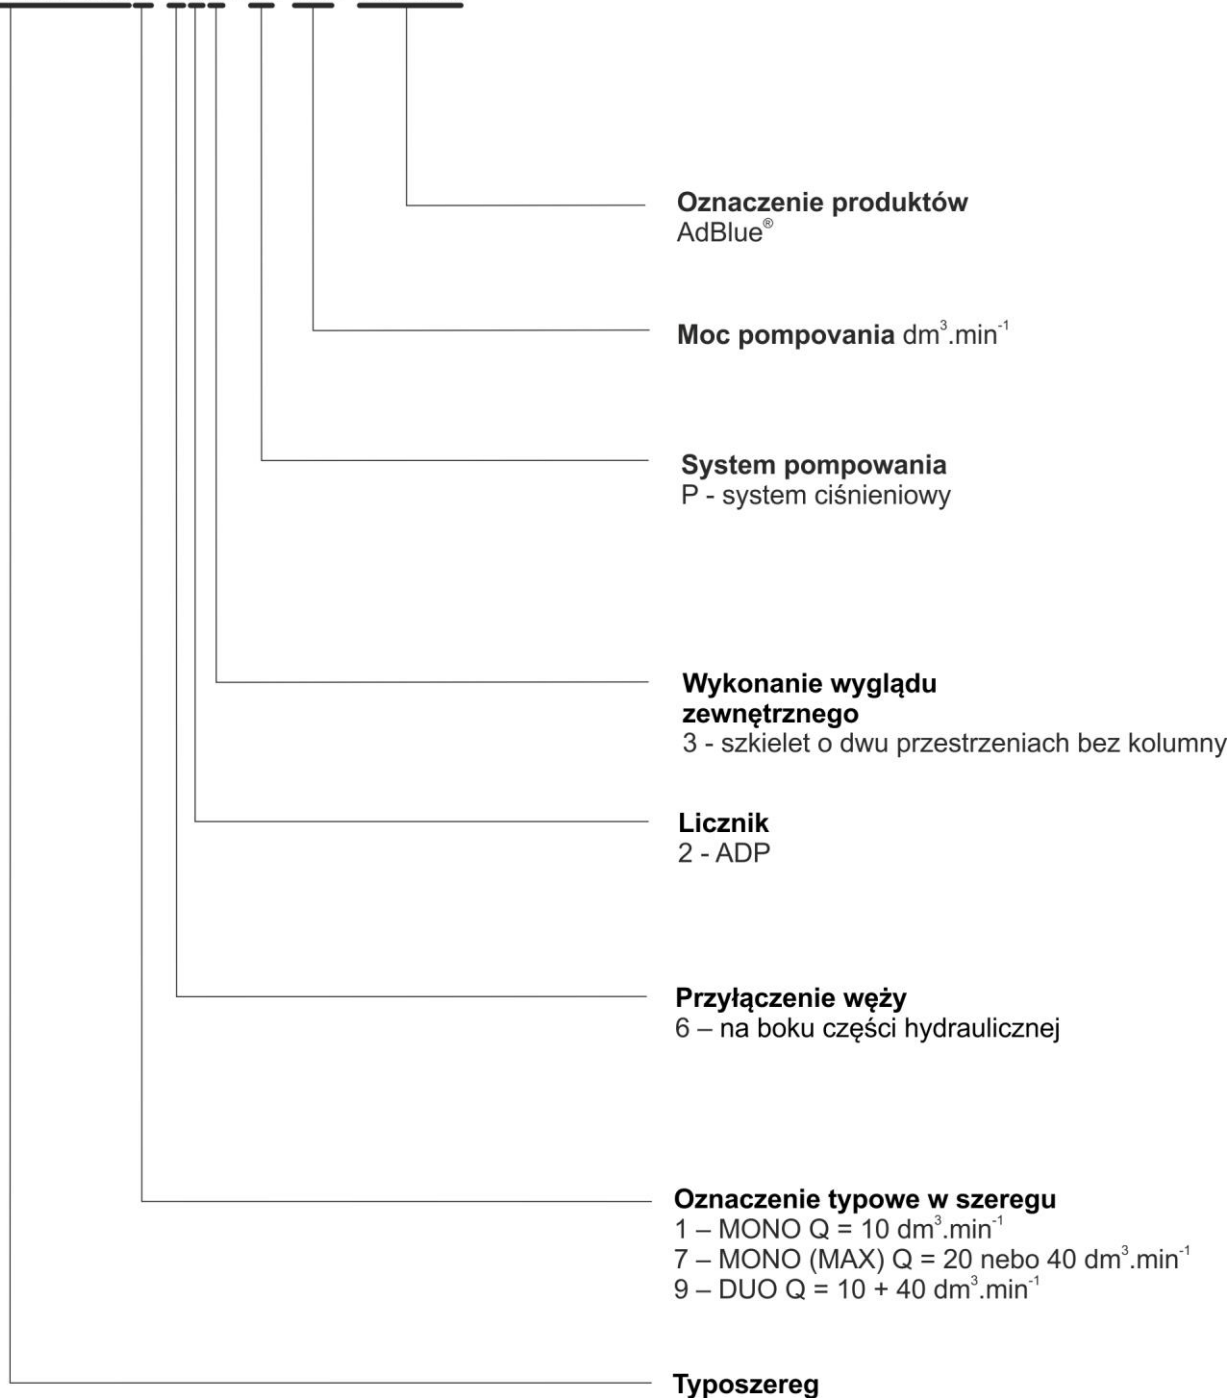 Oznaczenie produktów
AdBlue®
Moc pompovania dm³.min⁻¹
System pompowania
P - system ciśnieniowy
Wykonanie wyglądu
zewnętrznego
3 - szkielet o dwu przestrzeniach bez kolumny
Licznik
2 - ADP
Przyłączenie węży
6 – na boku części hydraulicznej
Oznaczenie typowe w szeregu
1 – MONO Q = 10 dm³.min⁻¹
7 – MONO (MAX) Q = 20 nebo 40 dm³.min⁻¹
9 – DUO Q = 10 + 40 dm³.min⁻¹
Typoszereg